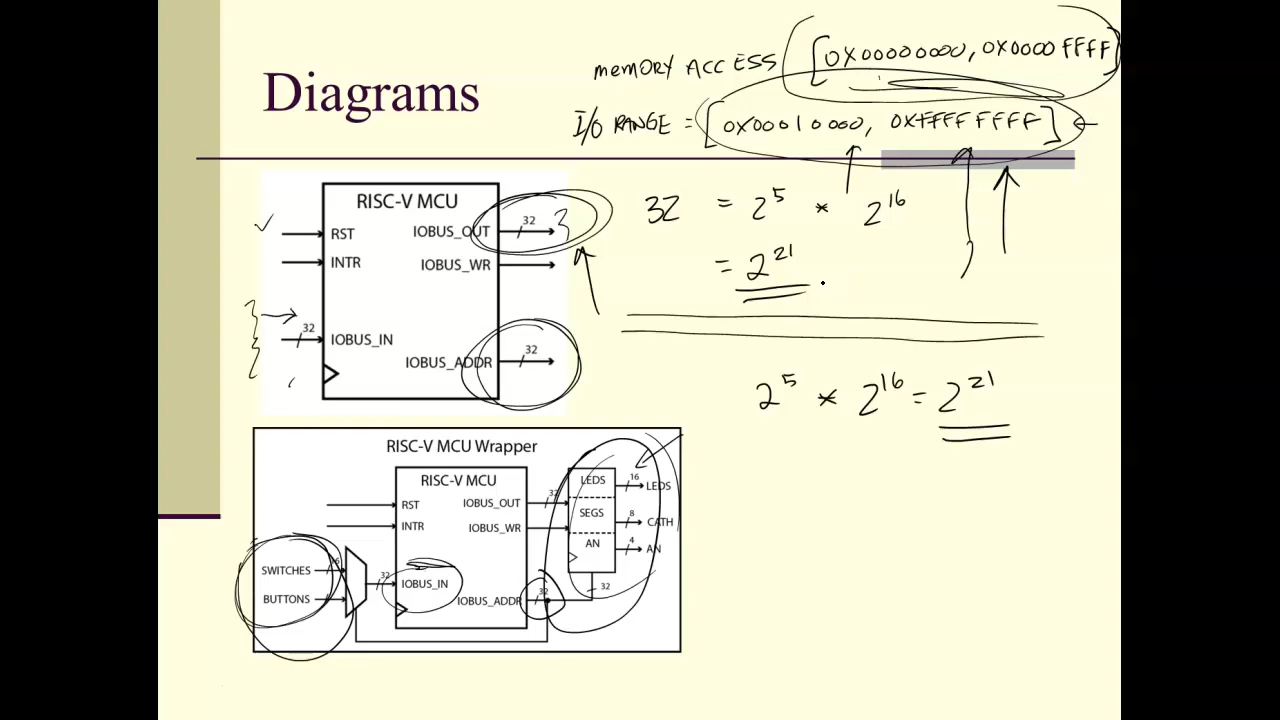 Diagrams
MEMORY ACCESS [0X00000000, 0X0000FFFF]
I/O RANGE = [0X00010000, 0XFFFFFFFF]
32 = 2^5 * 2^16
= 2^21
2^5 * 2^16 = 2^21
RISC-V MCU
RST IOBUS_OUT 32
INTR IOBUS_WR
32 IOBUS_IN
IOBUS_ADDR 32
RISC-V MCU Wrapper
RISC-V MCU
RST IOBUS_OUT 32 LEDS 16 LEDS
INTR IOBUS_WR SEGS 8 CATH
AN 4 AN
SWITCHES 16
32 IOBUS_IN 32
BUTTONS IOBUS_ADDR 32